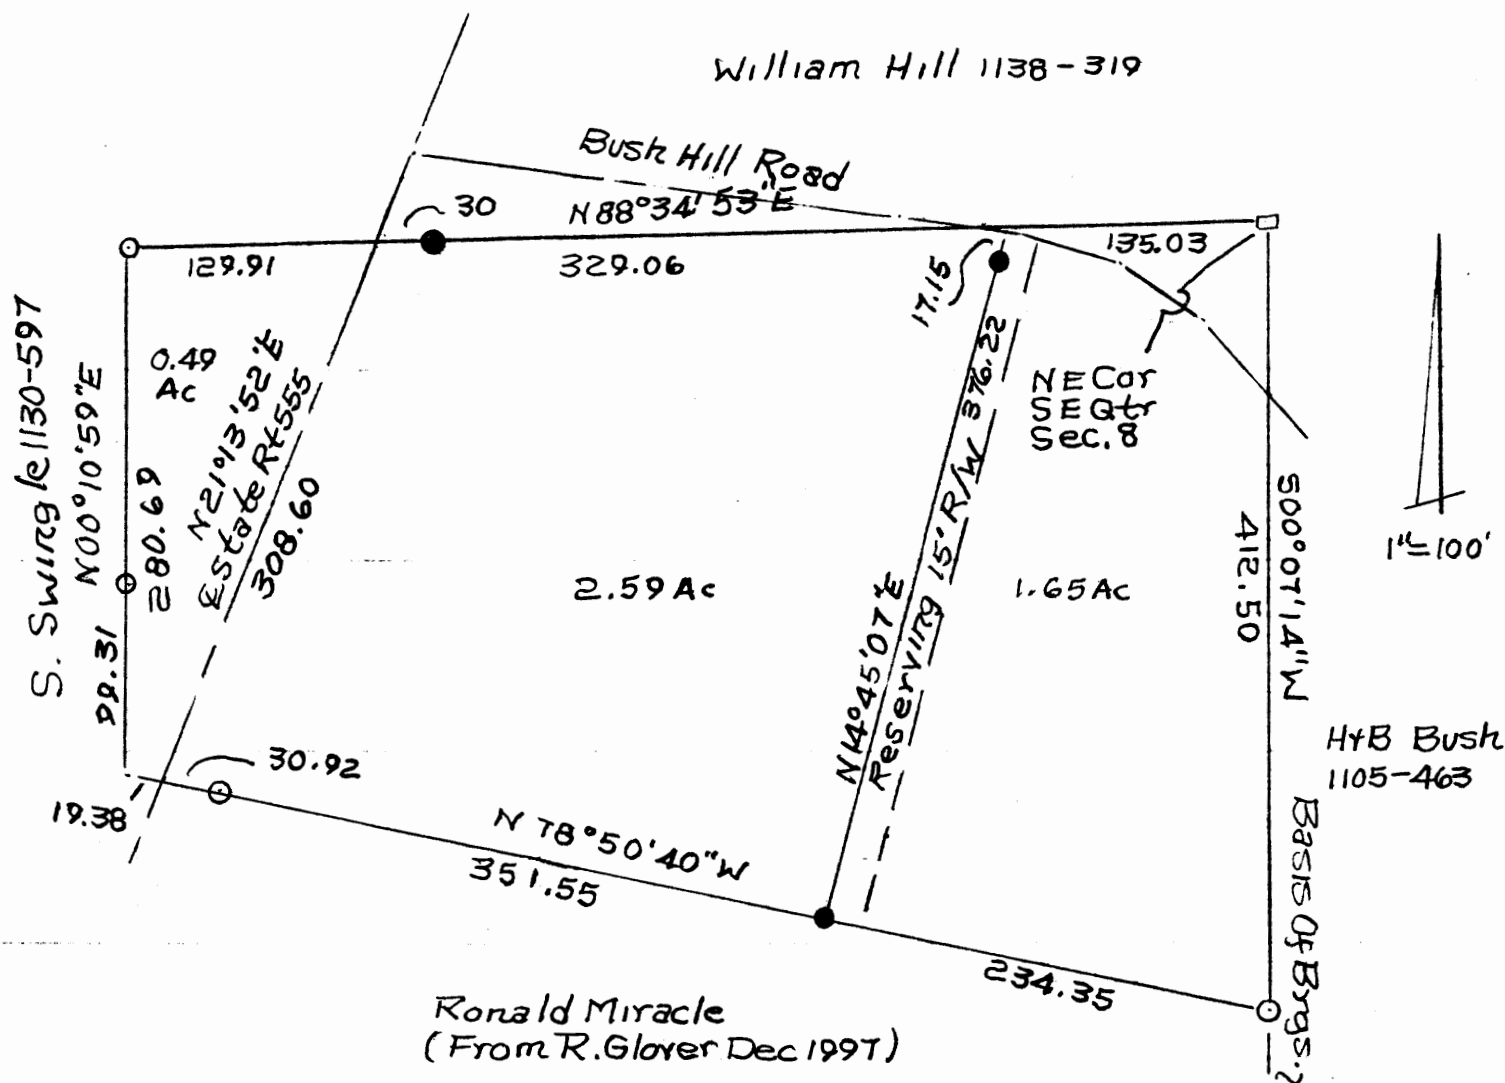 William Hill 1138-319
Bush Hill Road
30
N88°34'53"E
129.91
329.06
135.03
17.15
S. Swingle 1130-597
N00°10'59"E
0.49
Ac
280.69
99.31
N21°13'52"E
℄ State Rt 555
308.60
2.59 Ac
N14°45'07"E
Reserving 15' R/W 376.22
NE Cor
SE Qtr
Sec. 8
1.65 Ac
S00°07'14"W
412.50
1"=100'
H+B Bush
1105-463
Basis Of Brgs.
30.92
19.38
N 78°50'40"W
351.55
234.35
Ronald Miracle
(From R. Glover Dec 1997)